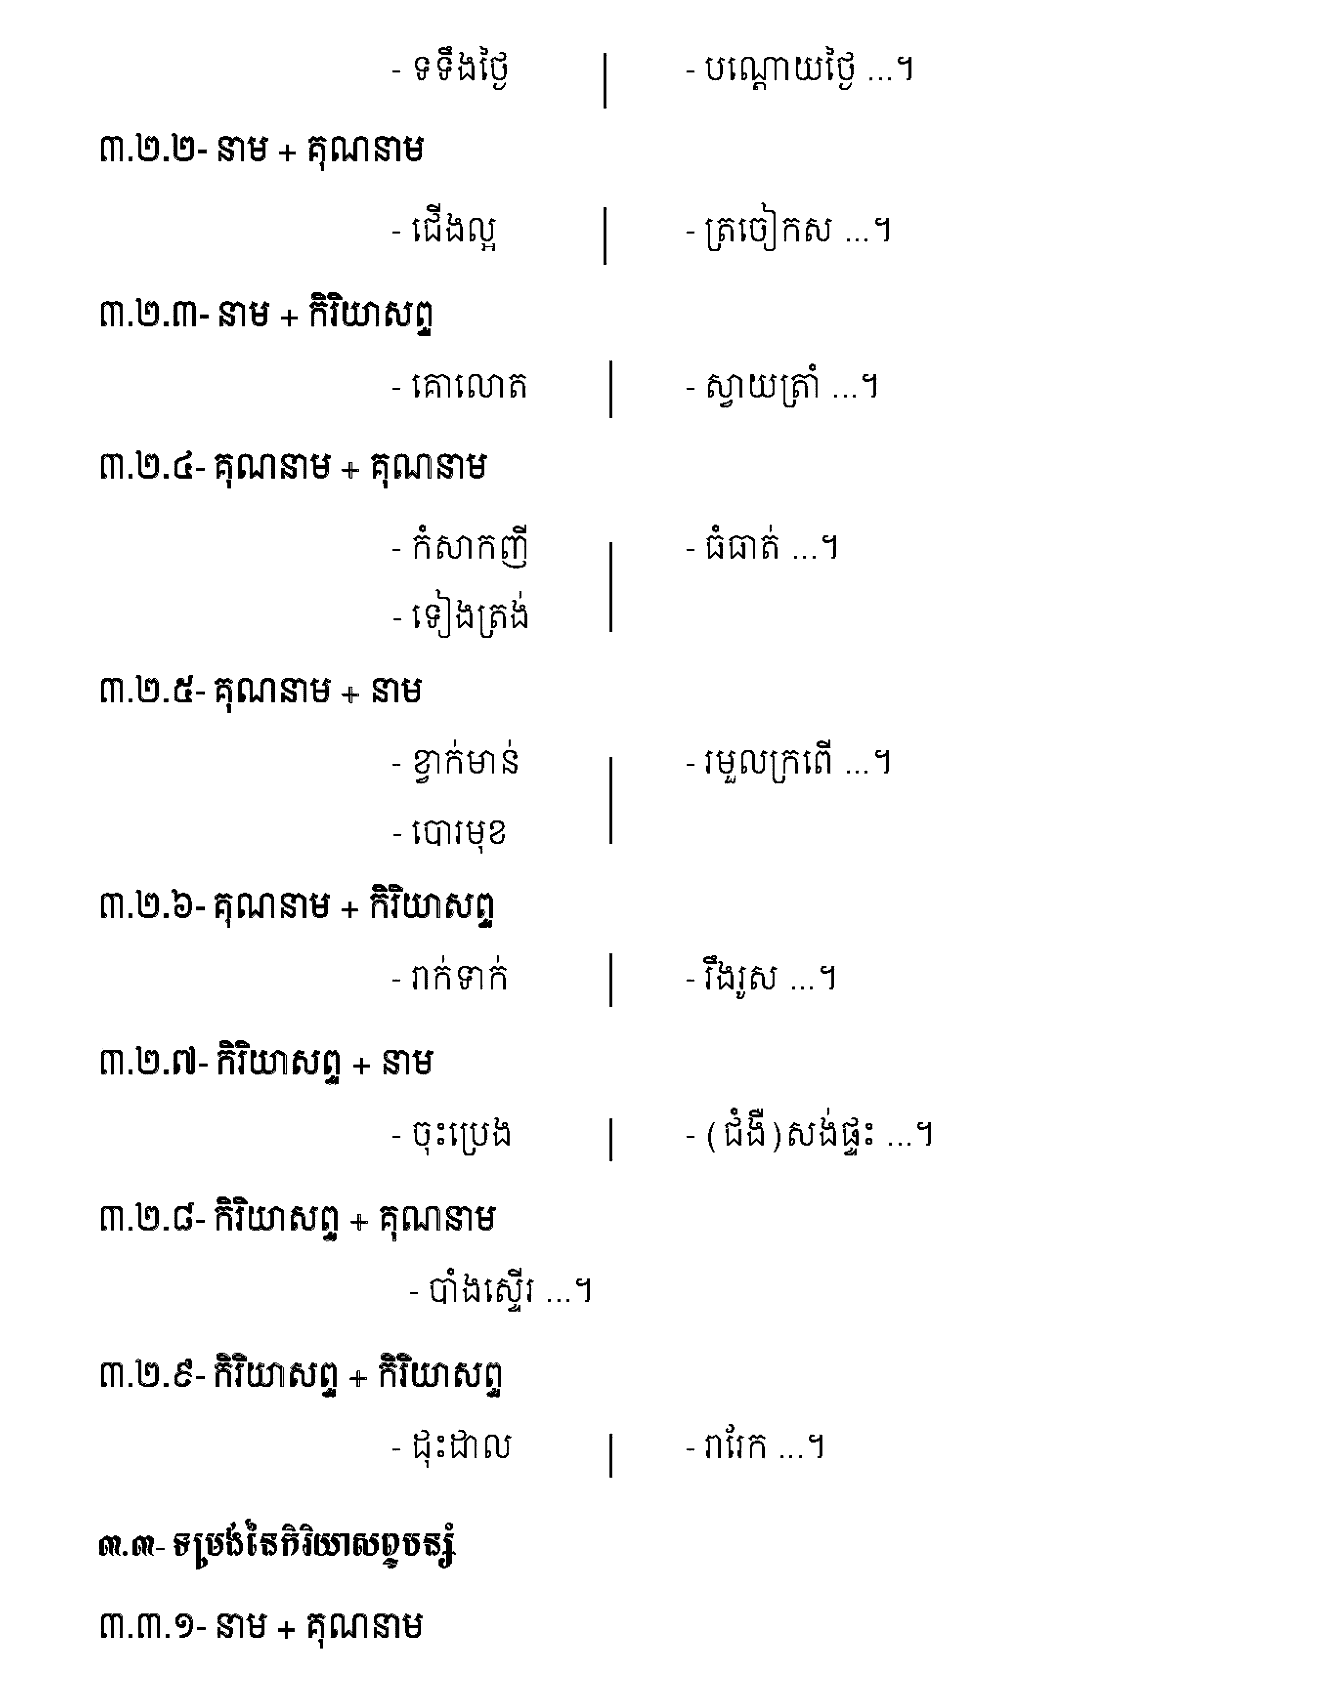 - ទទឹងថ្ងៃ | - បណ្ដោយថ្ងៃ ...។
៣.២.២- នាម + គុណនាម
- ជើងល្អ | - ត្រចៀកស ...។
៣.២.៣- នាម + កិរិយាសព្ទ
- គោលោត | - ស្វាយត្រាំ ...។
៣.២.៤- គុណនាម + គុណនាម
- កំសាកញី | - ធំធាត់ ...។
- ទៀងត្រង់
៣.២.៥- គុណនាម + នាម
- ខ្វាក់មាន់ | - រមួលក្រពើ ...។
- បោរមុខ
៣.២.៦- គុណនាម + កិរិយាសព្ទ
- រាក់ទាក់ | - រឹងរូស ...។
៣.២.៧- កិរិយាសព្ទ + នាម
- ចុះប្រេង | - (ជំងឺ)សង់ផ្ទះ ...។
៣.២.៨- កិរិយាសព្ទ + គុណនាម
- បាំងស្ទើរ ...។
៣.២.៩- កិរិយាសព្ទ + កិរិយាសព្ទ
- ដុះដាល | - រារែក ...។
៣.៣- ទម្រង់នៃកិរិយាសព្ទបន្សំ
៣.៣.១- នាម + គុណនាម